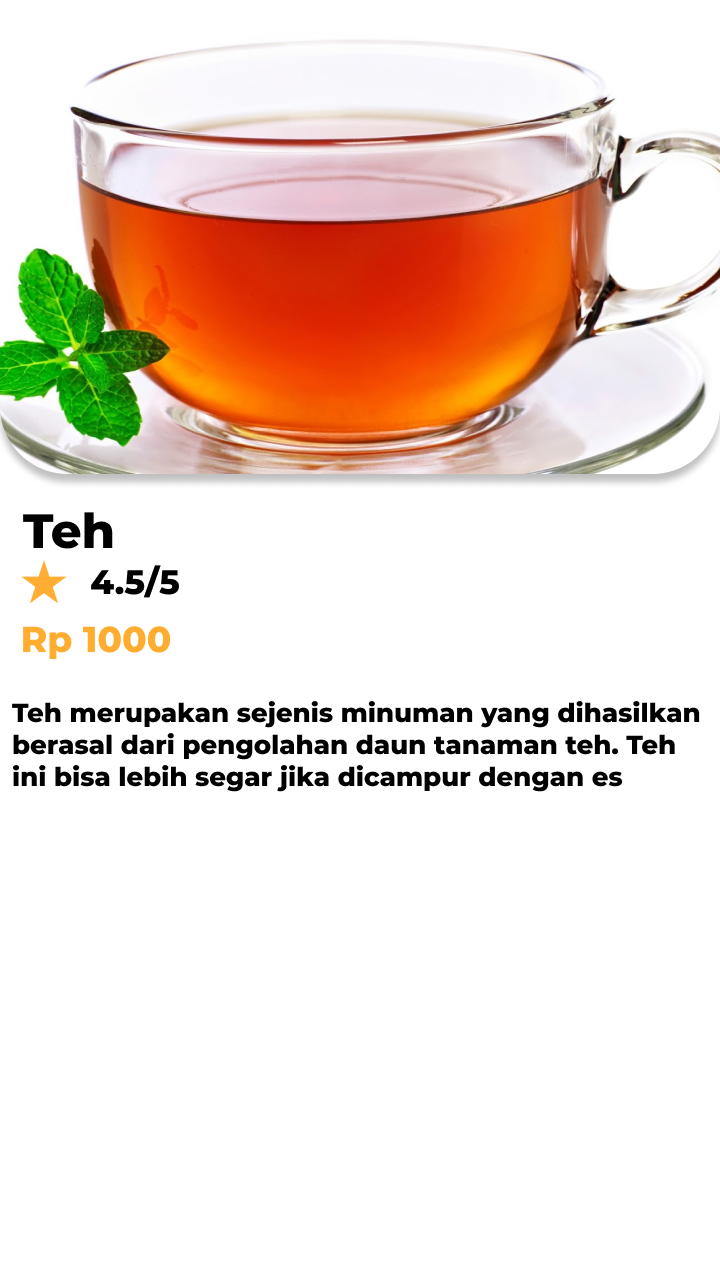 Teh
4.5/5
Rp 1000
Teh merupakan sejenis minuman yang dihasilkan
berasal dari pengolahan daun tanaman teh. Teh
ini bisa lebih segar jika dicampur dengan es